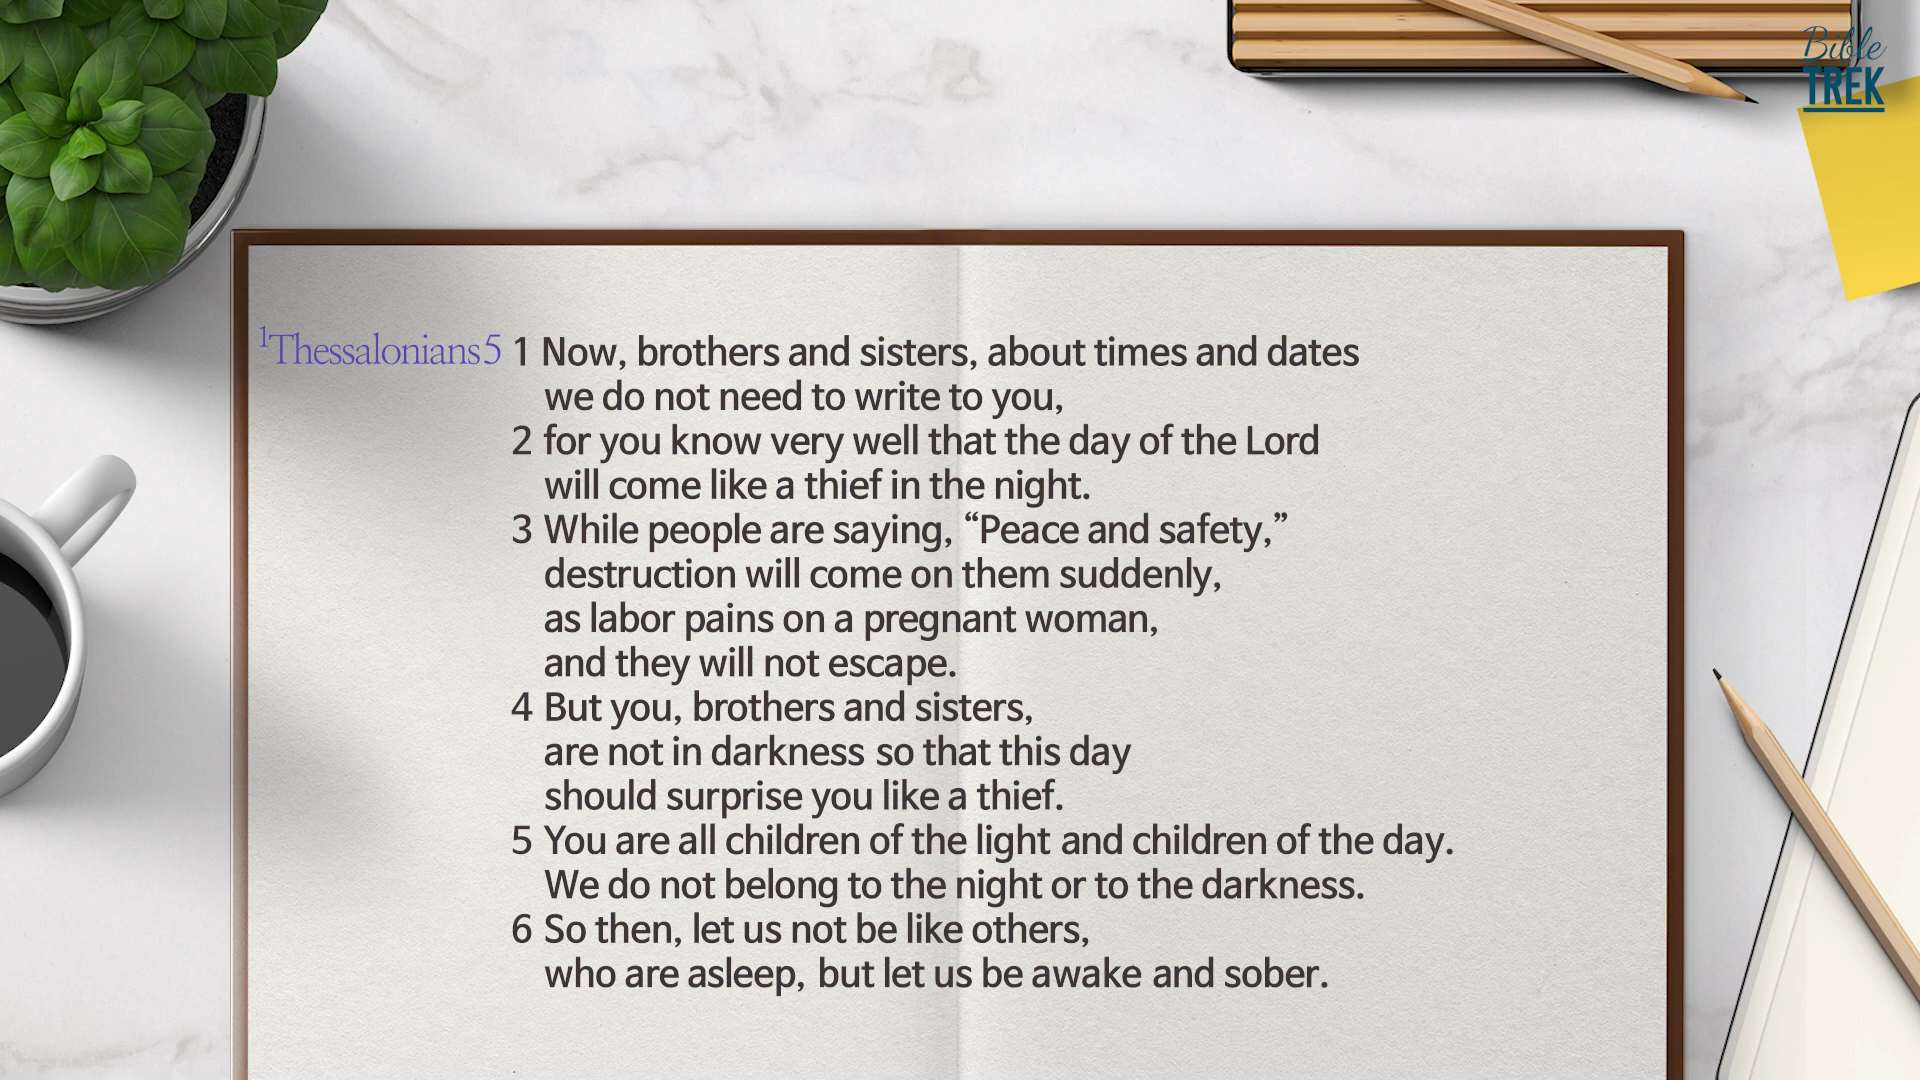 Bible
TREK
1Thessalonians5 1 Now, brothers and sisters, about times and dates
we do not need to write to you,
2 for you know very well that the day of the Lord
will come like a thief in the night.
3 While people are saying, “Peace and safety,”
destruction will come on them suddenly,
as labor pains on a pregnant woman,
and they will not escape.
4 But you, brothers and sisters,
are not in darkness so that this day
should surprise you like a thief.
5 You are all children of the light and children of the day.
We do not belong to the night or to the darkness.
6 So then, let us not be like others,
who are asleep, but let us be awake and sober.